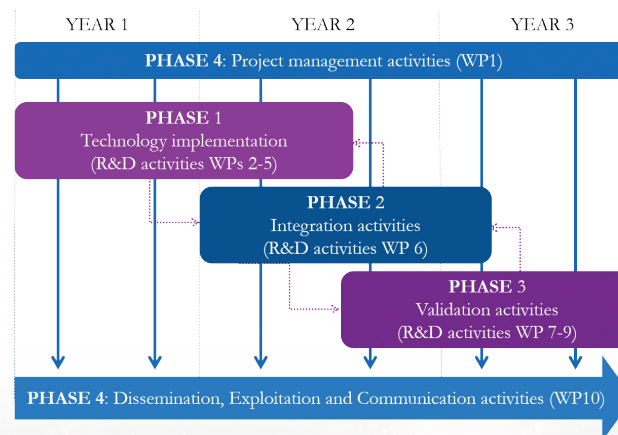 YEAR 1 YEAR 2 YEAR 3
PHASE 4: Project management activities (WP1)
PHASE 1
Technology implementation
(R&D activities WPs 2-5)
PHASE 2
Integration activities
(R&D activities WP 6)
PHASE 3
Validation activities
(R&D activities WP 7-9)
PHASE 4: Dissemination, Exploitation and Communication activities (WP10)